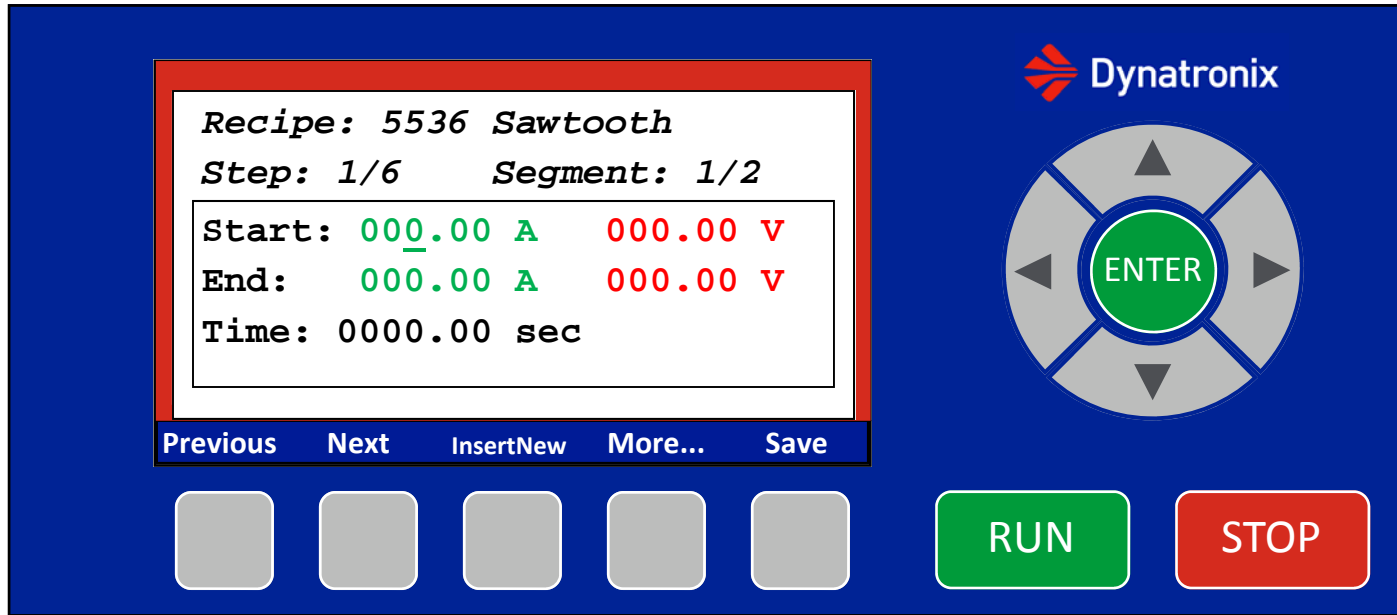 Dynatronix
Recipe: 5536 Sawtooth
Step: 1/6 Segment: 1/2
Start: 000.00 A 000.00 V
End: 000.00 A 000.00 V
Time: 0000.00 sec
ENTER
Previous Next InsertNew More... Save
RUN STOP